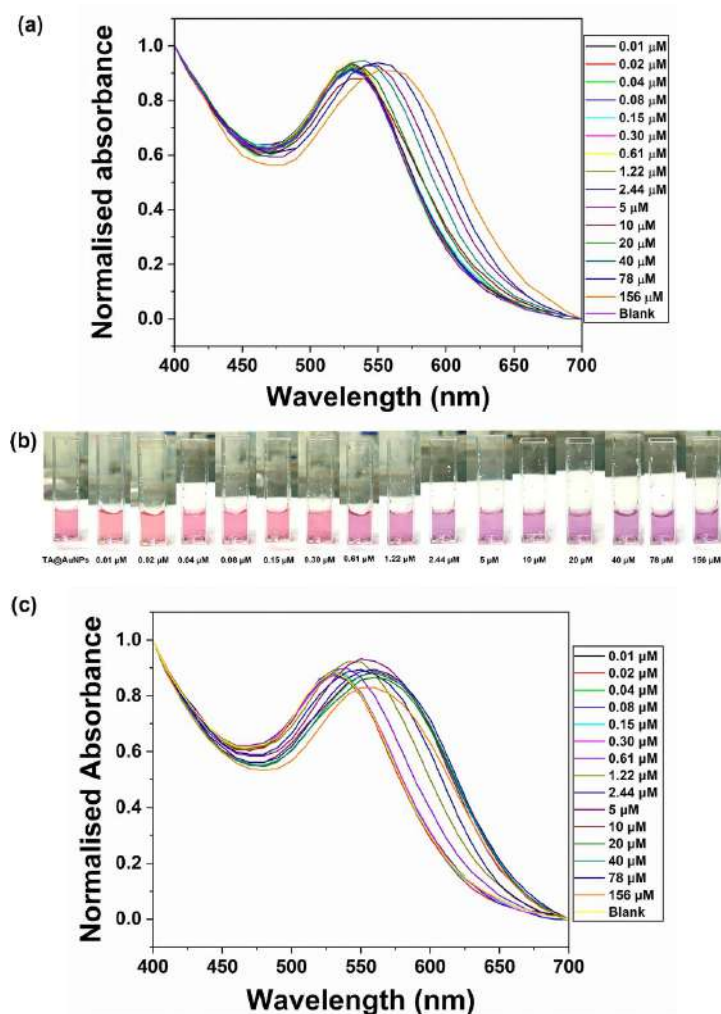 (a)
Normalised absorbance
1.0
0.8
0.6
0.4
0.2
0.0
400 450 500 550 600 650 700
Wavelength (nm)
0.01 μM
0.02 μM
0.04 μM
0.08 μM
0.15 μM
0.30 μM
0.61 μM
1.22 μM
2.44 μM
5 μM
10 μM
20 μM
40 μM
78 μM
156 μM
Blank
(b)
TA@AuNPs 0.01 μM 0.02 μM 0.04 μM 0.08 μM 0.15 μM 0.30 μM 0.61 μM 1.22 μM 2.44 μM 5 μM 10 μM 20 μM 40 μM 78 μM 156 μM
(c)
Normalised Absorbance
1.0
0.8
0.6
0.4
0.2
0.0
400 450 500 550 600 650 700
Wavelength (nm)
0.01 μM
0.02 μM
0.04 μM
0.08 μM
0.15 μM
0.30 μM
0.61 μM
1.22 μM
2.44 μM
5 μM
10 μM
20 μM
40 μM
78 μM
156 μM
Blank